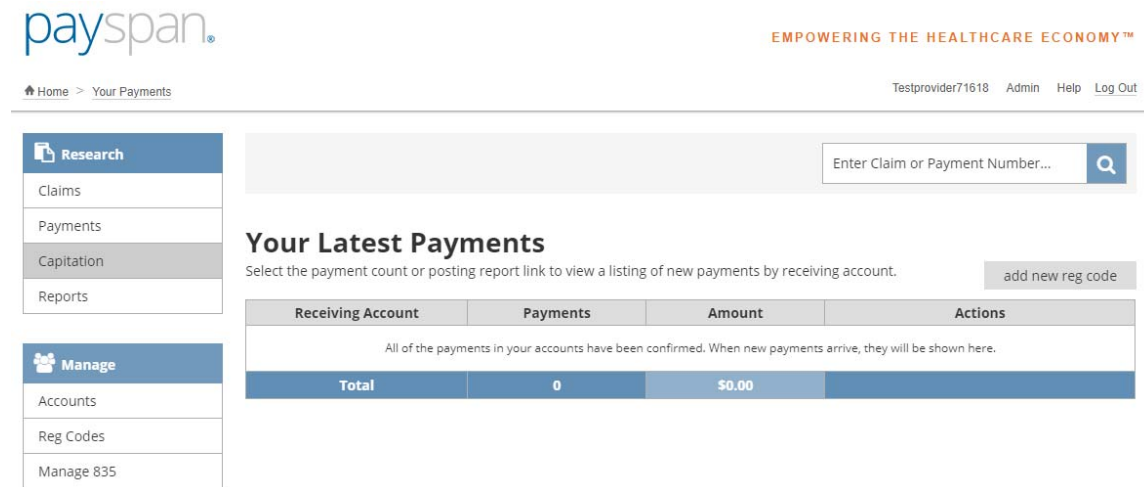 payspan®
EMPOWERING THE HEALTHCARE ECONOMY™
Home > Your Payments
Testprovider71618 Admin Help Log Out
Research
Claims
Payments
Capitation
Reports
Manage
Accounts
Reg Codes
Manage 835
Enter Claim or Payment Number...
Your Latest Payments
Select the payment count or posting report link to view a listing of new payments by receiving account.
add new reg code
Receiving Account Payments Amount Actions
All of the payments in your accounts have been confirmed. When new payments arrive, they will be shown here.
Total 0 $0.00